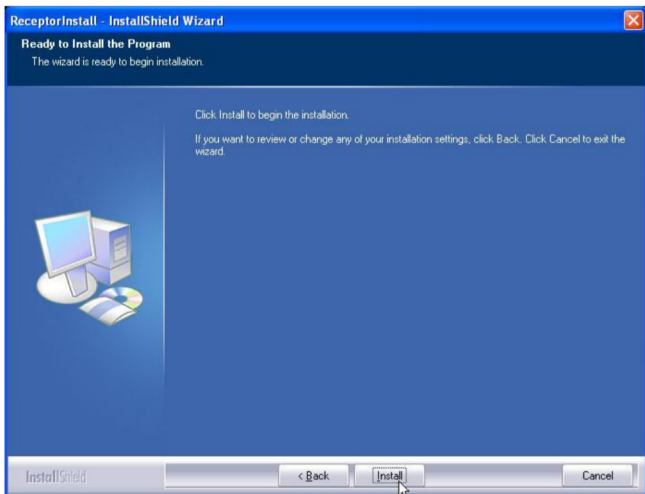 ReceptorInstall - InstallShield Wizard
Ready to Install the Program
The wizard is ready to begin installation.
Click Install to begin the installation.
If you want to review or change any of your installation settings, click Back. Click Cancel to exit the
wizard.
InstallShield
< Back
Install
Cancel